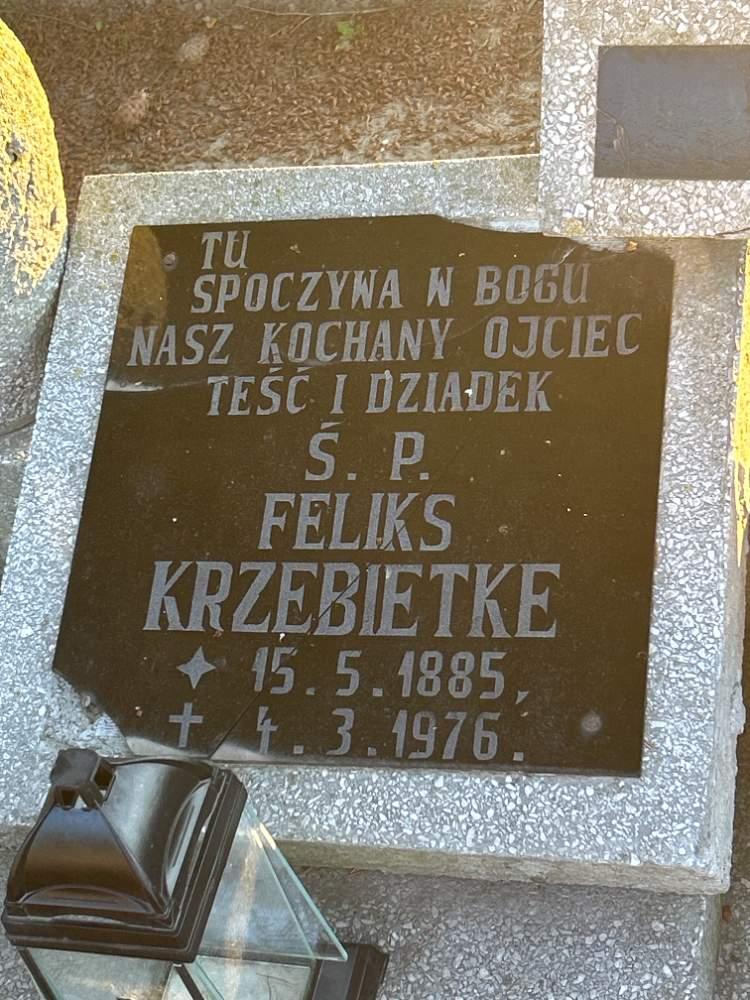 TU
SPOCZYWA W BOGU
NASZ KOCHANY OJCIEC
TEŚĆ I DZIADEK
Ś. P.
FELIKS
KRZEBIETKE
15.5.1885,
4.3.1976.